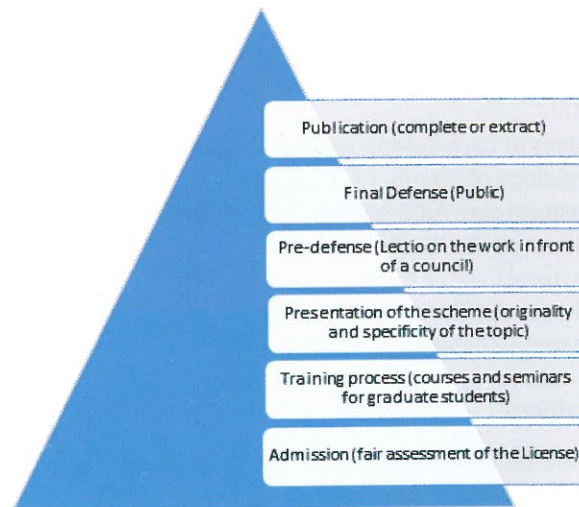 Publication (complete or extract)
Final Defense (Public)
Pre-defense (Lectio on the work in front
of a council)
Presentation of the scheme (originality
and specificity of the topic)
Training process (courses and seminars
for graduate students)
Admission (fair assessment of the License)